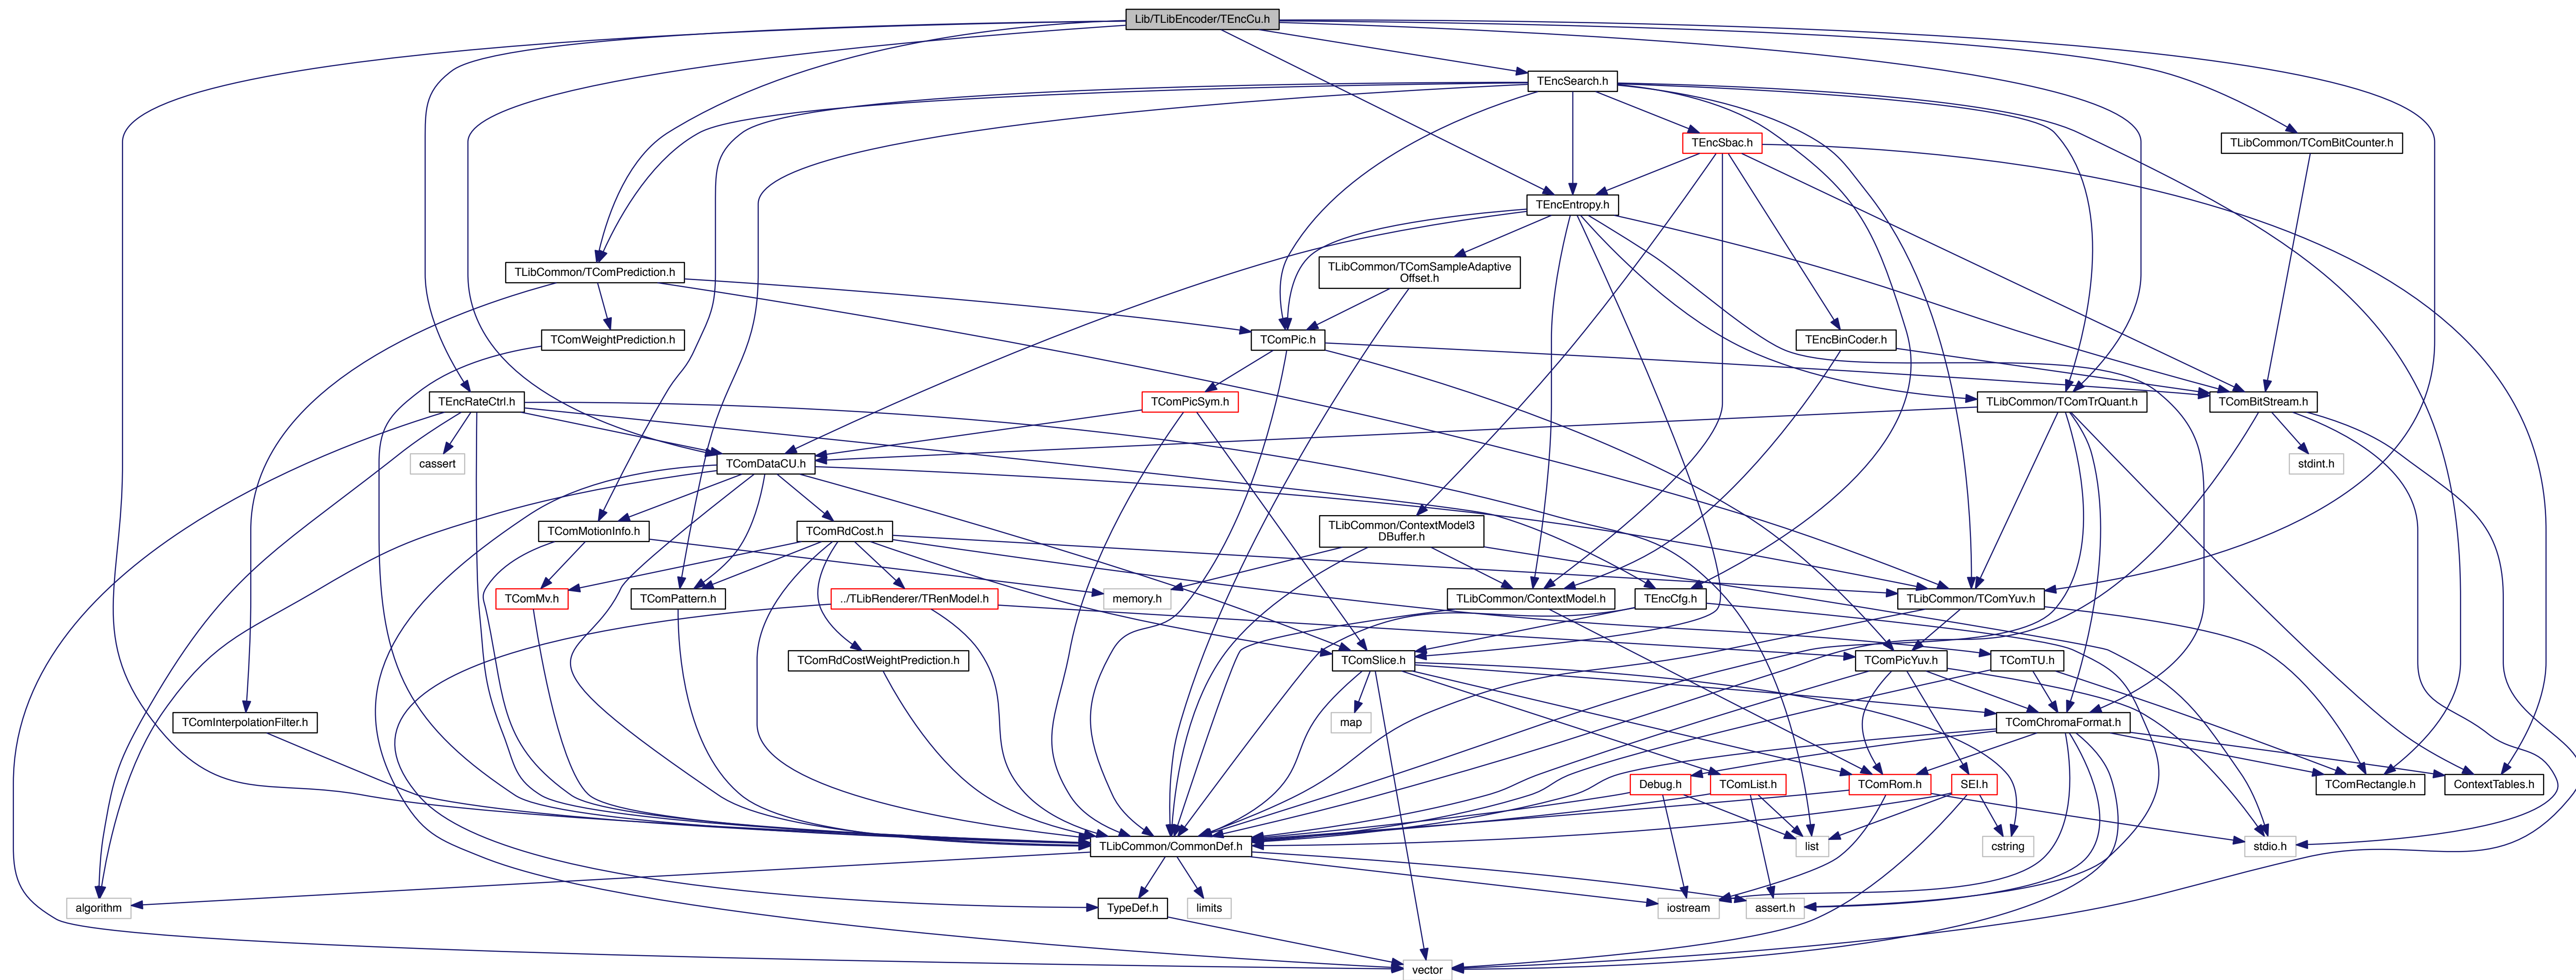 Lib/TLibEncoder/TEncCu.h
TEncSearch.h
TEncSbac.h
TLibCommon/TComBitCounter.h
TEncEntropy.h
TLibCommon/TComPrediction.h
TLibCommon/TComSampleAdaptive
Offset.h
TComWeightPrediction.h
TComPic.h
TEncBinCoder.h
TEncRateCtrl.h
TComPicSym.h
TLibCommon/TComTrQuant.h
TComBitStream.h
cassert
TComDataCU.h
stdint.h
TComMotionInfo.h
TComRdCost.h
TLibCommon/ContextModel3
DBuffer.h
TComMv.h
TComPattern.h
../TLibRenderer/TRenModel.h
memory.h
TLibCommon/ContextModel.h
TEncCfg.h
TLibCommon/TComYuv.h
TComRdCostWeightPrediction.h
TComSlice.h
TComPicYuv.h
TComTU.h
TComInterpolationFilter.h
map
TComChromaFormat.h
Debug.h
TComList.h
TComRom.h
SEI.h
TComRectangle.h
ContextTables.h
TLibCommon/CommonDef.h
list
cstring
stdio.h
algorithm
TypeDef.h
limits
iostream
assert.h
vector